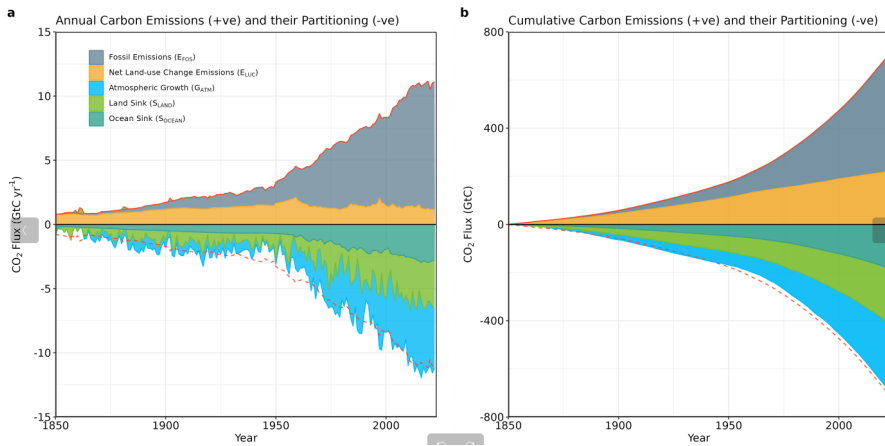 a
Annual Carbon Emissions (+ve) and their Partitioning (-ve)
15
10
5
0
-5
-10
-15
CO2 Flux (GtC yr-1)
Fossil Emissions (EFOS)
Net Land-use Change Emissions (ELUC)
Atmospheric Growth (GATM)
Land Sink (SLAND)
Ocean Sink (SOCEAN)
1850
1900
1950
2000
Year
b
Cumulative Carbon Emissions (+ve) and their Partitioning (-ve)
800
400
0
-400
-800
CO2 Flux (GtC)
1850
1900
1950
2000
Year